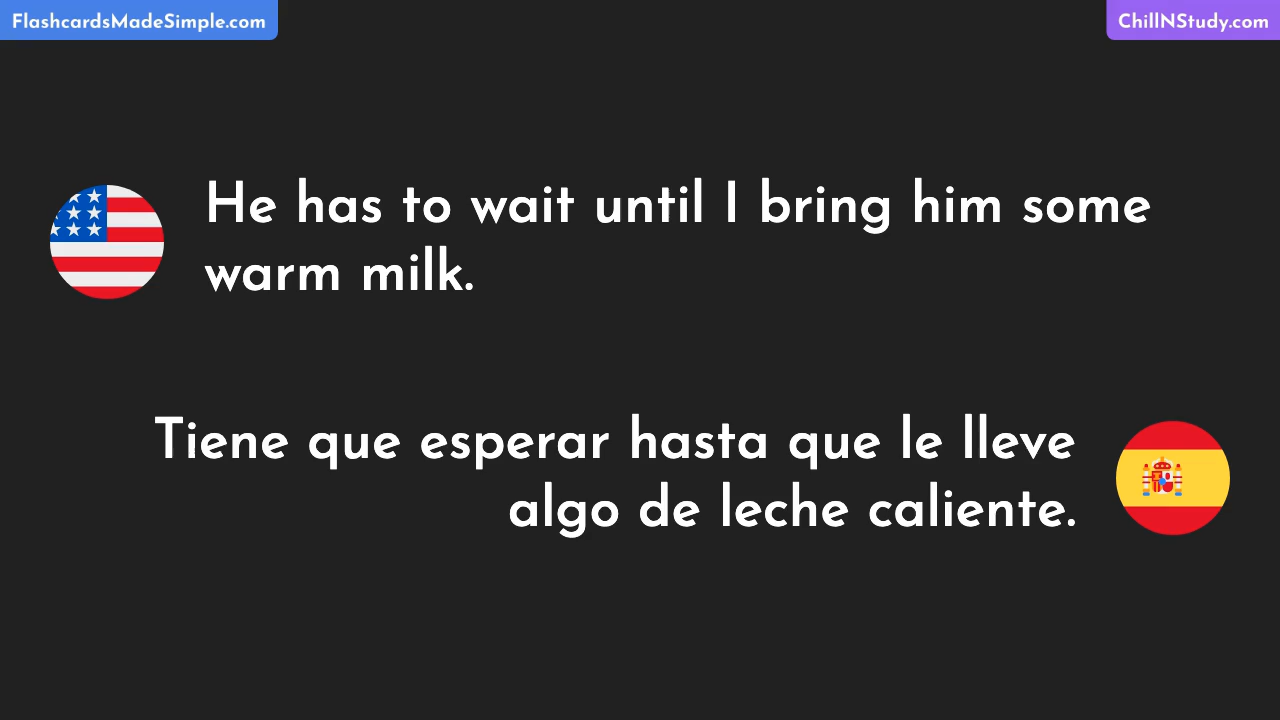 FlashcardsMadeSimple.com
ChillNStudy.com
He has to wait until I bring him some
warm milk.
Tiene que esperar hasta que le lleve
algo de leche caliente.